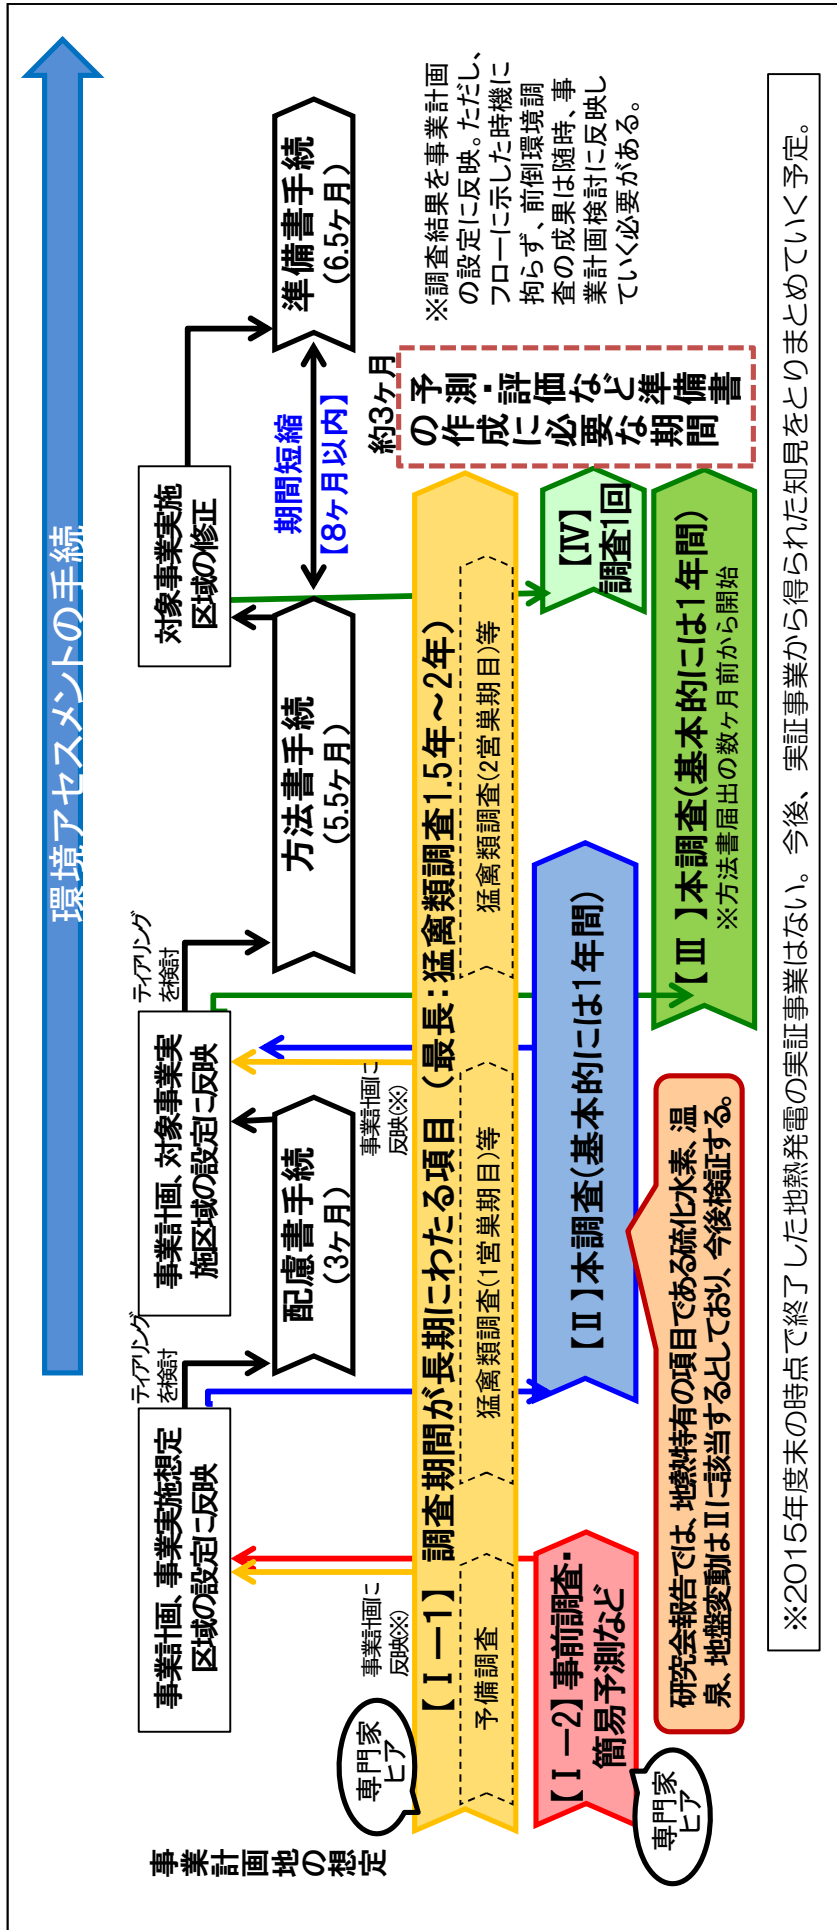 環境アセスメントの手続
事業計画地の想定
事業計画、事業実施想定
区域の設定に反映
ティアリング
を検討
配慮書手続
（3ヶ月）
事業計画、対象事業実
施区域の設定に反映
ティアリング
を検討
方法書手続
（5.5ヶ月）
対象事業実施
区域の修正
期間短縮
【8ヶ月以内】
準備書手続
（6.5ヶ月）
専門家
ヒア
事業計画に
反映(※)
事業計画に
反映(※)
【Ⅰ－1】調査期間が長期にわたる項目（最長：猛禽類調査1.5年～2年）
予備調査
猛禽類調査(1営巣期目)等
猛禽類調査(2営巣期目)等
約3ヶ月
予測・評価など準備書
の作成に必要な期間
※調査結果を事業計画
の設定に反映。ただし、
フローに示した時機に
拘らず、前倒環境調
査の成果は随時、事
業計画検討に反映し
ていく必要がある。
専門家
ヒア
【Ⅰ－2】事前調査・
簡易予測など
【Ⅱ】本調査(基本的には1年間)
【Ⅳ】
調査1回
【Ⅲ】本調査(基本的には1年間)
※方法書届出の数ヶ月前から開始
研究会報告では、地熱特有の項目である硫化水素、温
泉、地盤変動はⅡに該当するとしており、今後検証する。
※2015年度末の時点で終了した地熱発電の実証事業はない。今後、実証事業から得られた知見をとりまとめていく予定。